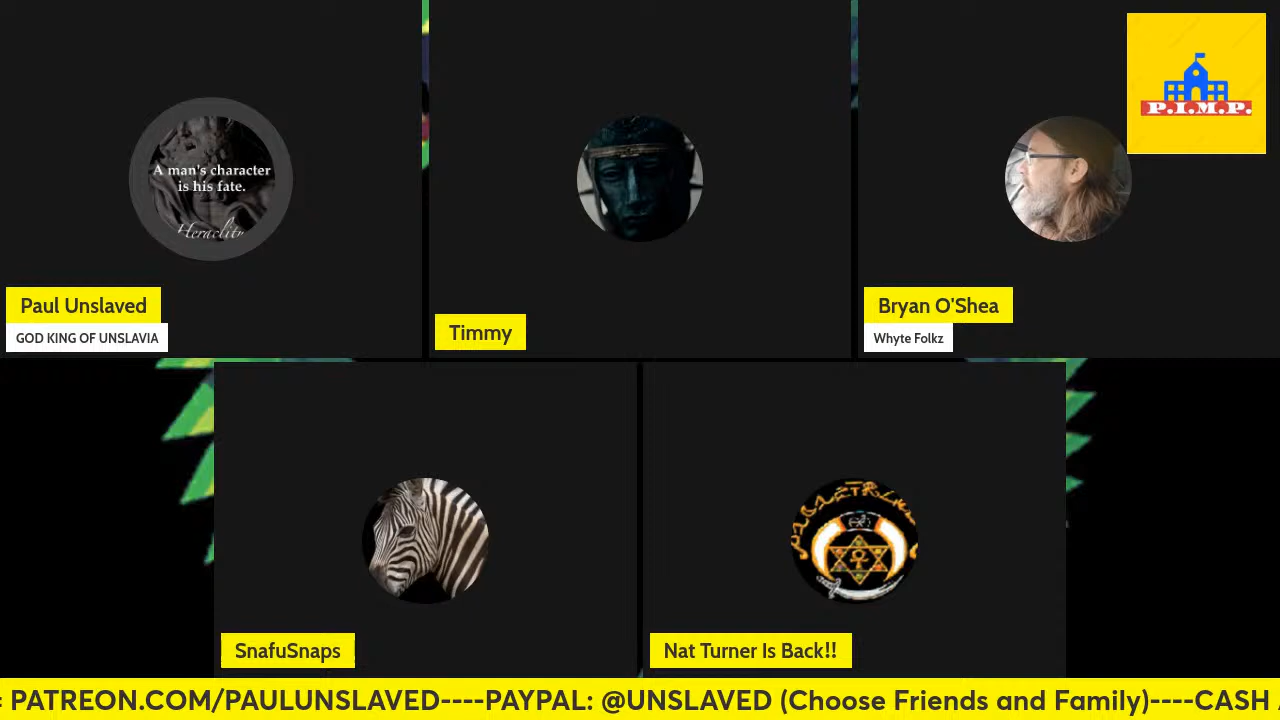 A man's character
is his fate.
Paul Unslaved
GOD KING OF UNSLAVIA
Timmy
P.I.M.P.
Bryan O'Shea
Whyte Folkz
SnafuSnaps
Nat Turner Is Back!!
PATREON.COM/PAULUNSLAVED----PAYPAL: @UNSLAVED (Choose Friends and Family)----CASH